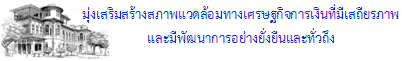 มุ่งเสริมสร้างสภาพแวดล้อมทางเศรษฐกิจการเงินที่มีเสถียรภาพ
และมีพัฒนาการอย่างยั่งยืนและทั่วถึง